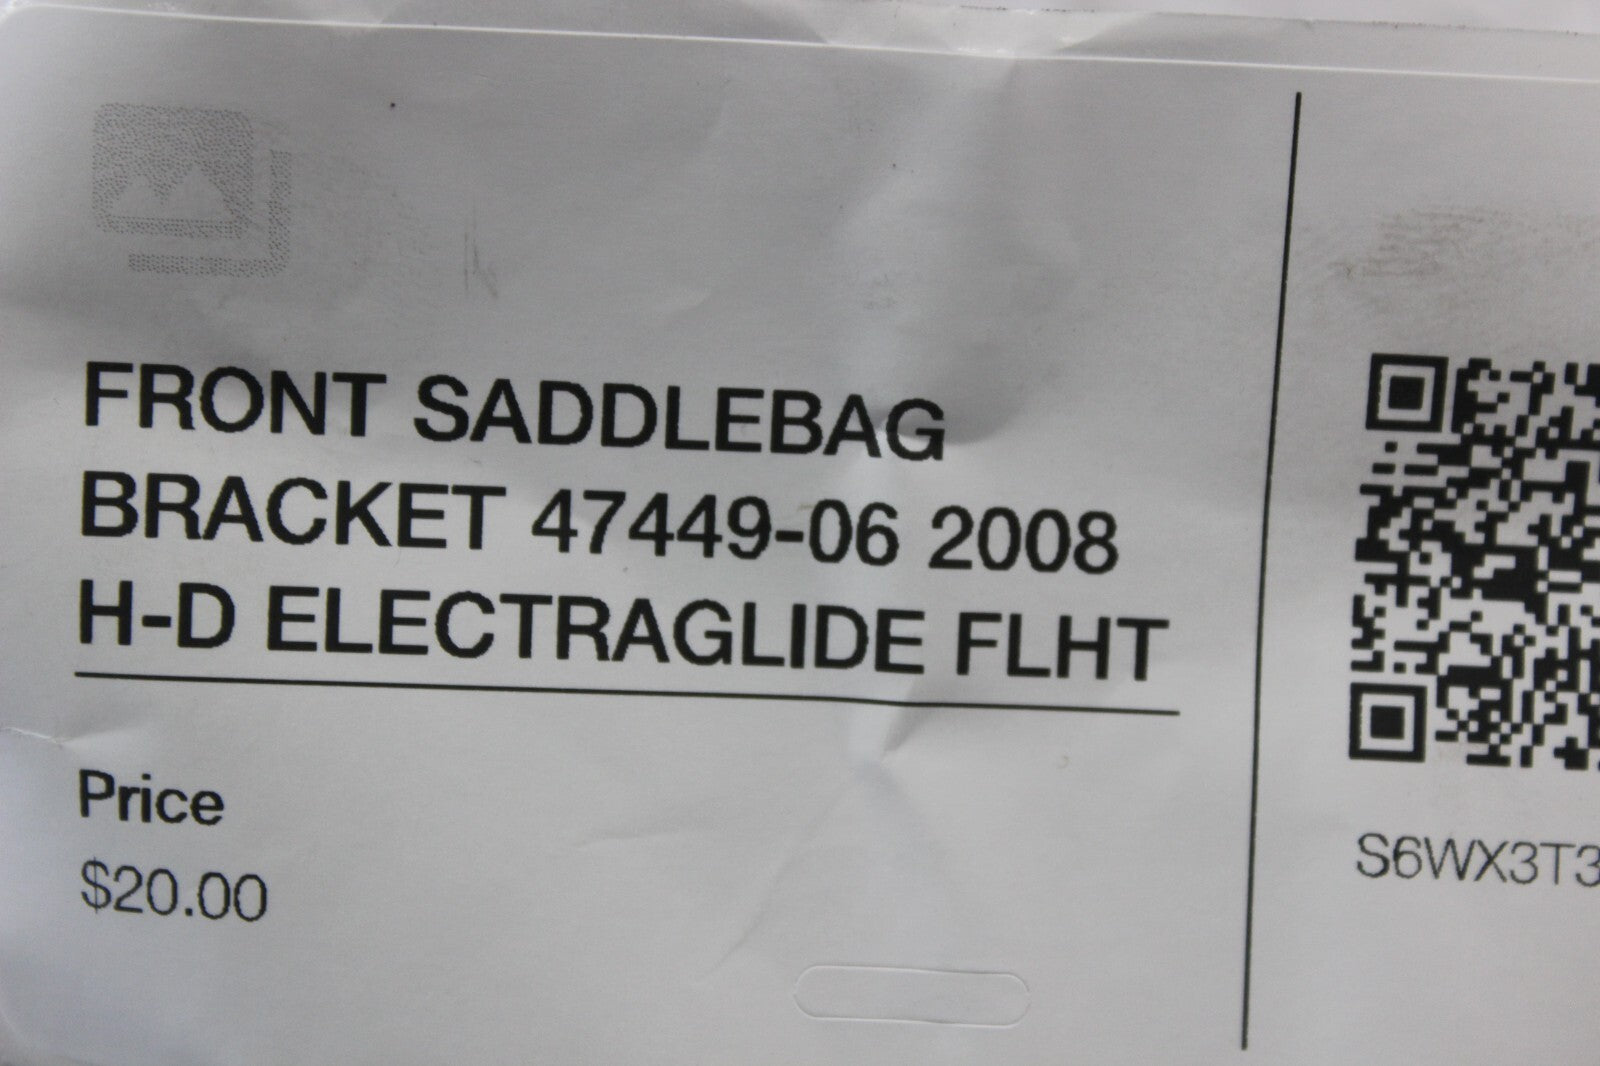 FRONT SADDLEBAG
BRACKET 47449-06 2008
H-D ELECTRAGLIDE FLHT
Price
$20.00
S6WX3T3